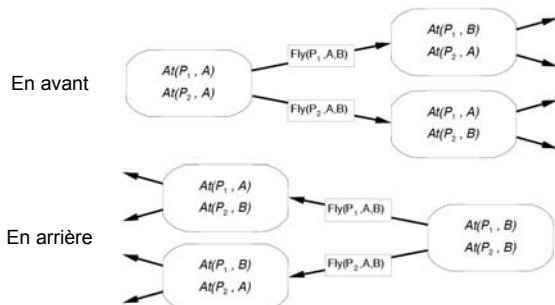 En avant
At(P₁ , A)
At(P₂ , A)
Fly(P₁ ,A,B)
Fly(P₂ ,A,B)
At(P₁ , B)
At(P₂ , A)
At(P₁ , A)
At(P₂ , B)
En arrière
At(P₁ , A)
At(P₂ , B)
At(P₁ , B)
At(P₂ , A)
Fly(P₁ ,A,B)
Fly(P₂ ,A,B)
At(P₁ , B)
At(P₂ , B)